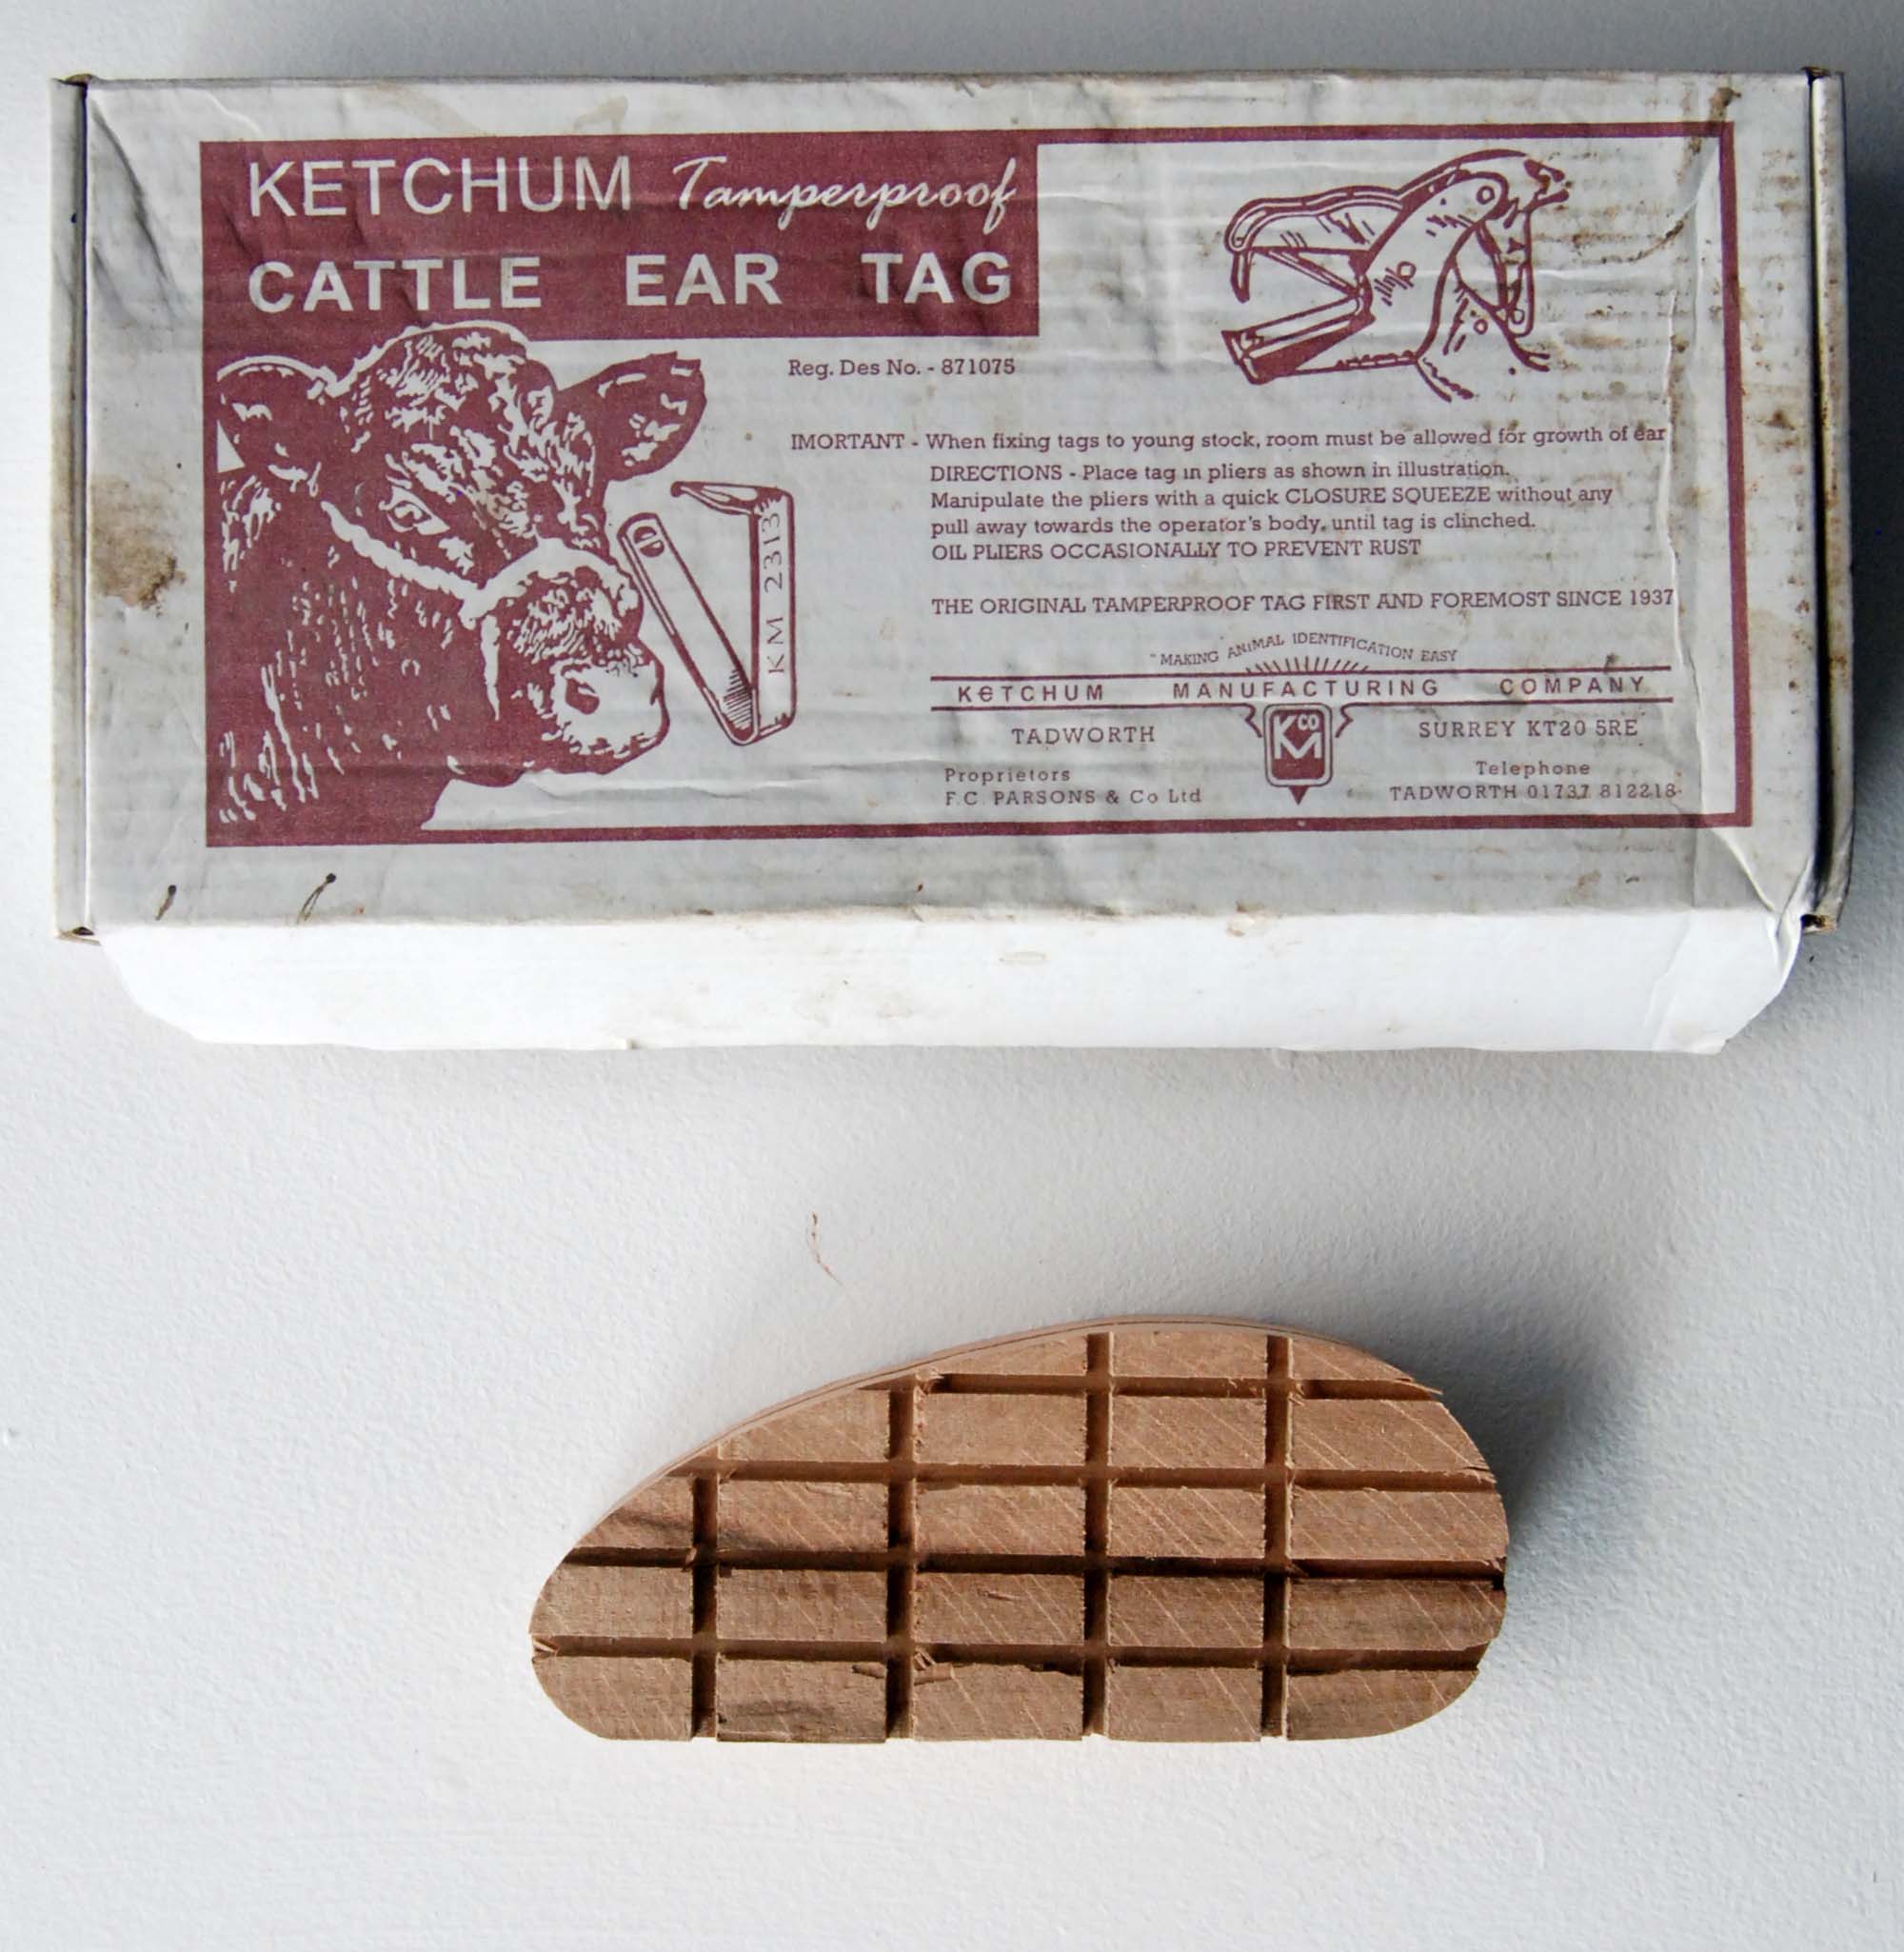 KETCHUM Tamperproof
CATTLE EAR TAG
Reg. Des No. - 871075
KM 2313
IMORTANT - When fixing tags to young stock, room must be allowed for growth of ear
DIRECTIONS - Place tag in pliers as shown in illustration.
Manipulate the pliers with a quick CLOSURE SQUEEZE without any
pull away towards the operator's body, until tag is clinched.
OIL PLIERS OCCASIONALLY TO PREVENT RUST
THE ORIGINAL TAMPERPROOF TAG FIRST AND FOREMOST SINCE 1937
"MAKING ANIMAL IDENTIFICATION EASY
KETCHUM MANUFACTURING COMPANY
KM CO
TADWORTH SURREY KT20 5RE
Proprietors Telephone
F.C. PARSONS & Co Ltd TADWORTH 01737 812218